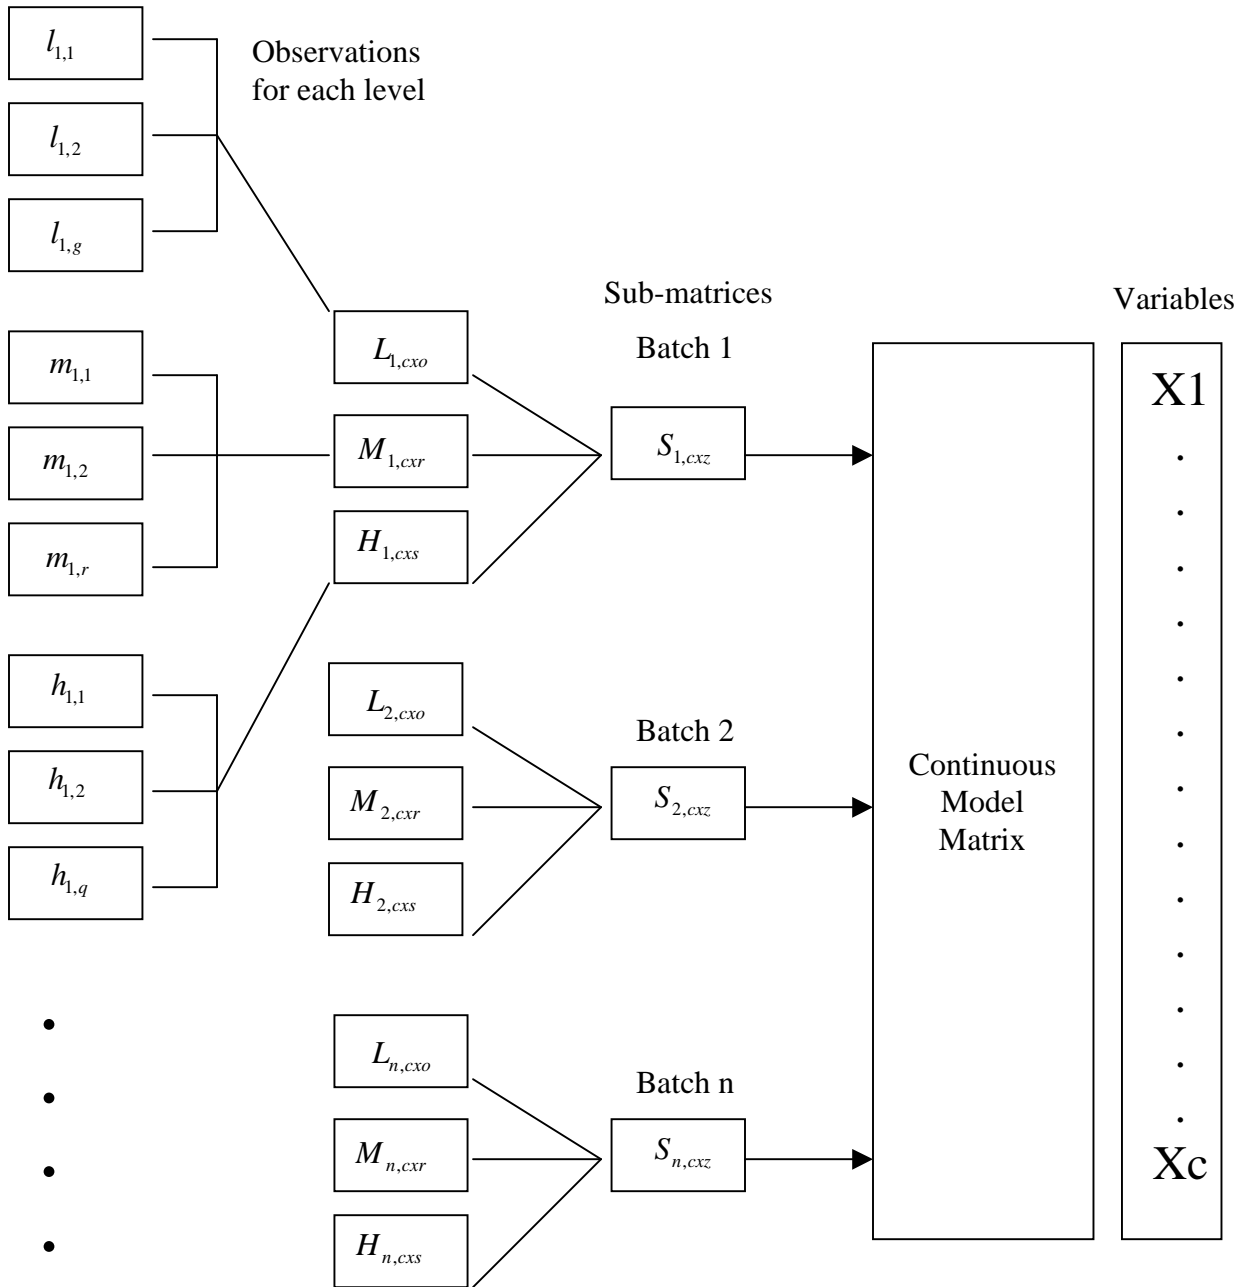 l1,1
l1,2
l1,g
Observations
for each level
m1,1
m1,2
m1,r
h1,1
h1,2
h1,q
L1,cxo
M1,cxr
H1,cxs
L2,cxo
M2,cxr
H2,cxs
Ln,cxo
Mn,cxr
Hn,cxs
Sub-matrices
Batch 1
S1,cxz
Batch 2
S2,cxz
Batch n
Sn,cxz
Continuous
Model
Matrix
Variables
X1
Xc